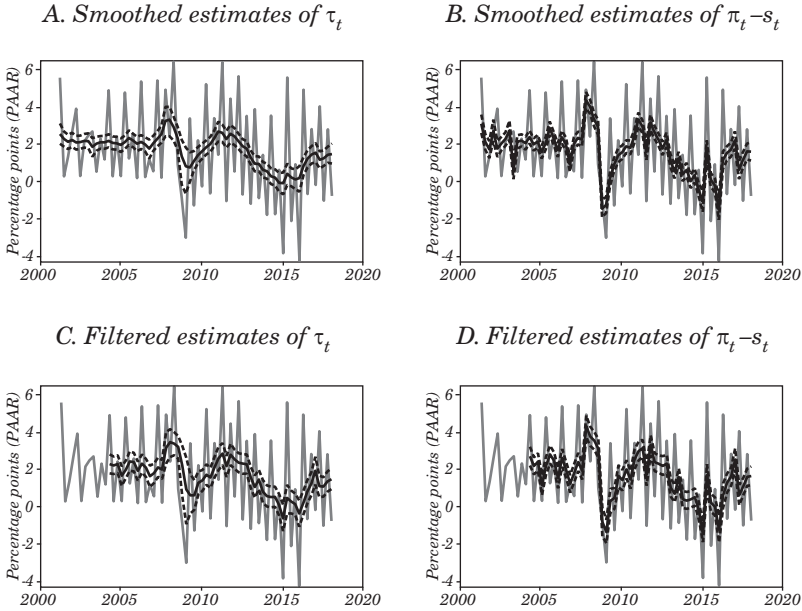 A. Smoothed estimates of τt
B. Smoothed estimates of πt–st
Percentage points (PAAR)
6
4
2
0
-2
-4
2000 2005 2010 2015 2020
Percentage points (PAAR)
6
4
2
0
-2
-4
2000 2005 2010 2015 2020
C. Filtered estimates of τt
D. Filtered estimates of πt–st
Percentage points (PAAR)
6
4
2
0
-2
-4
2000 2005 2010 2015 2020
Percentage points (PAAR)
6
4
2
0
-2
-4
2000 2005 2010 2015 2020